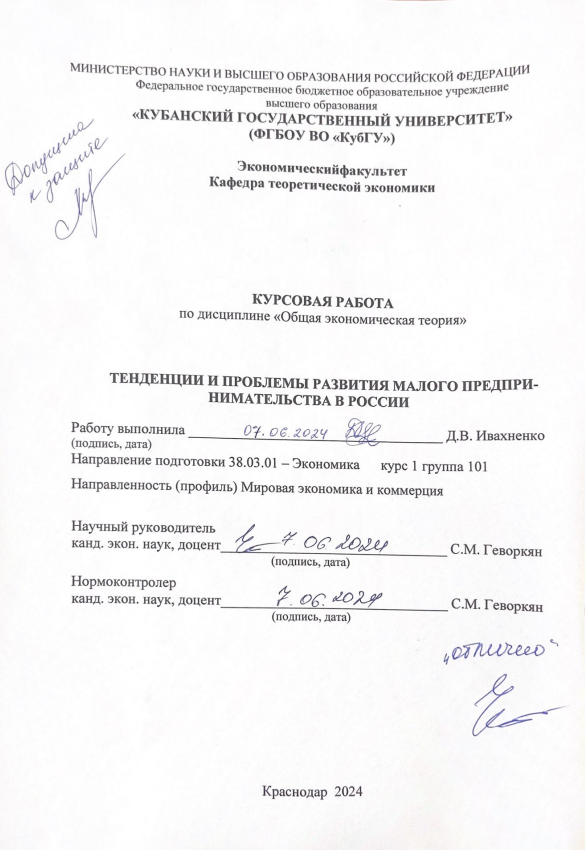 МИНИСТЕРСТВО НАУКИ И ВЫСШЕГО ОБРАЗОВАНИЯ РОССИЙСКОЙ ФЕДЕРАЦИИ
Федеральное государственное бюджетное образовательное учреждение
высшего образования
«КУБАНСКИЙ ГОСУДАРСТВЕННЫЙ УНИВЕРСИТЕТ»
(ФГБОУ ВО «КубГУ»)
Допущена
к защите
Экономическийфакультет
Кафедра теоретической экономики
КУРСОВАЯ РАБОТА
по дисциплине «Общая экономическая теория»
ТЕНДЕНЦИИ И ПРОБЛЕМЫ РАЗВИТИЯ МАЛОГО ПРЕДПРИ-
НИМАТЕЛЬСТВА В РОССИИ
Работу выполнила 07.06.2024 Д.В. Ивахненко
(подпись, дата)
Направление подготовки 38.03.01 – Экономика курс 1 группа 101
Направленность (профиль) Мировая экономика и коммерция
Научный руководитель
канд. экон. наук, доцент 7.06.2024 С.М. Геворкян
(подпись, дата)
Нормоконтролер
канд. экон. наук, доцент 7.06.2024 С.М. Геворкян
(подпись, дата)
„отлично“
Краснодар 2024